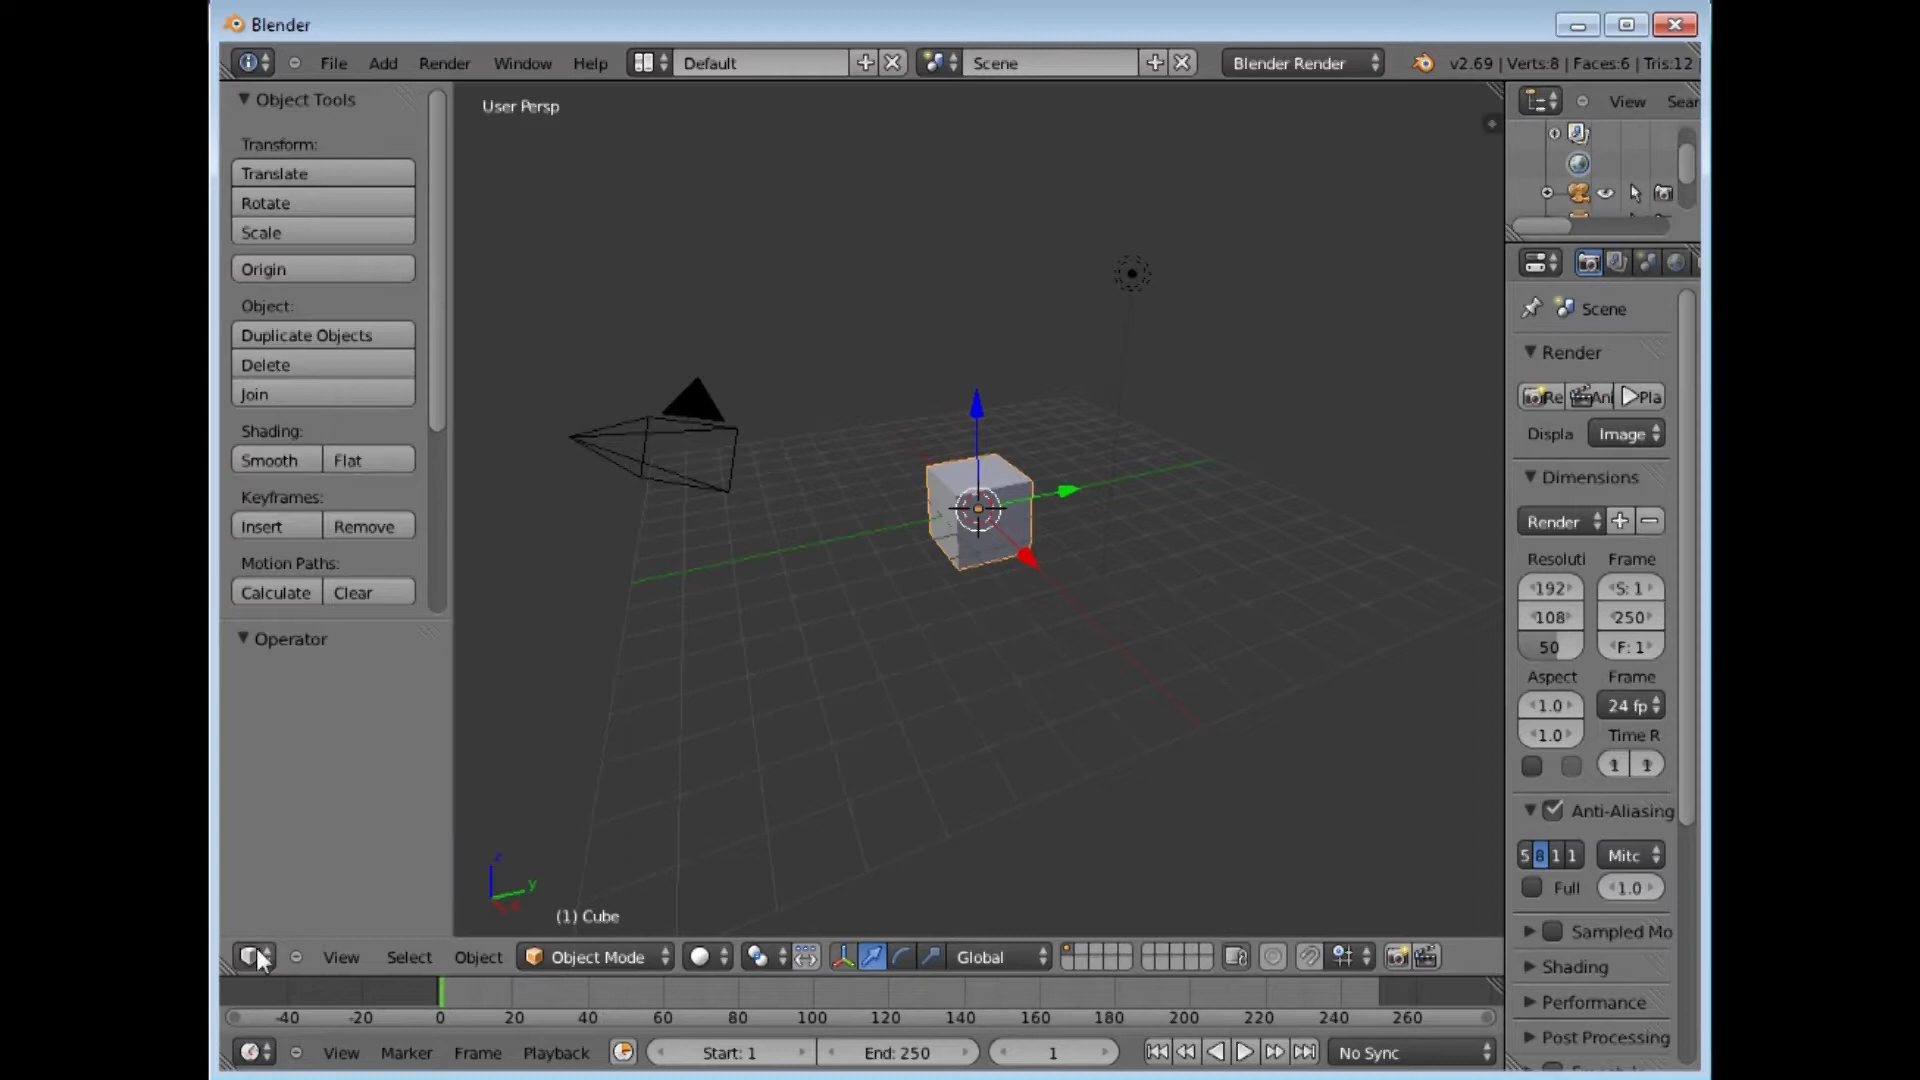 Blender
File Add Render Window Help Default Scene Blender Render v2.69 | Verts:8 | Faces:6 | Tris:12
Object Tools
Transform:
Translate
Rotate
Scale
Origin
Object:
Duplicate Objects
Delete
Join
Shading:
Smooth Flat
Keyframes:
Insert Remove
Motion Paths:
Calculate Clear
Operator
User Persp
z
y
x
(1) Cube
View Sear
Scene
Render
Re Ani Pla
Displa Image
Dimensions
Render
Resoluti Frame
192 S: 1
108 250
50 F: 1
Aspect Frame
1.0 24 fp
1.0 Time R
1 1
Anti-Aliasing
5 8 1 1 Mitc
Full 1.0
Sampled Mo
Shading
Performance
Post Processing
View Select Object Object Mode Global
-40 -20 0 20 40 60 80 100 120 140 160 180 200 220 240 260
View Marker Frame Playback Start: 1 End: 250 1 No Sync